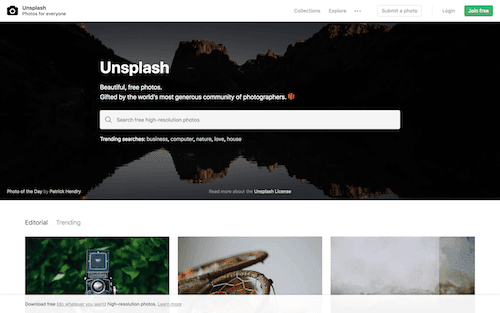 Unsplash
Photos for everyone
Collections Explore Submit a photo Login Join free
Unsplash
Beautiful, free photos.
Gifted by the world's most generous community of photographers.
Search free high-resolution photos
Trending searches: business, computer, nature, love, house
Photo of the Day by Patrick Hendry
Read more about the Unsplash License
Editorial Trending
Download free (do whatever you want) high-resolution photos. Learn more